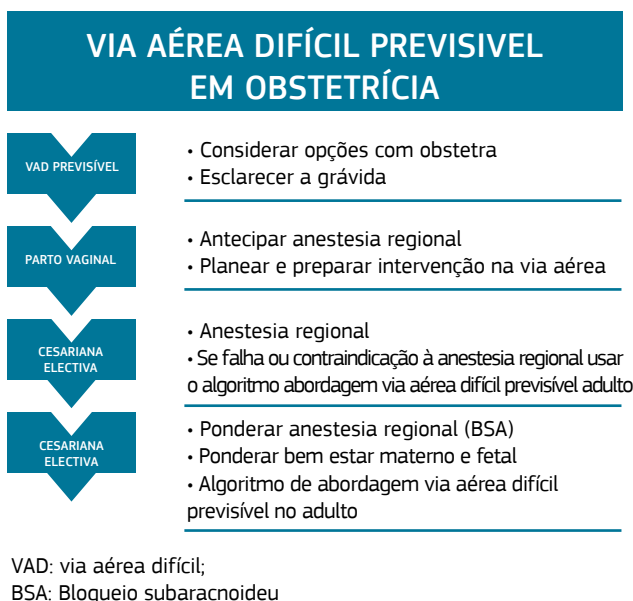 VIA AÉREA DIFÍCIL PREVISIVEL
EM OBSTETRÍCIA
VAD PREVISÍVEL
• Considerar opções com obstetra
• Esclarecer a grávida
PARTO VAGINAL
• Antecipar anestesia regional
• Planear e preparar intervenção na via aérea
CESARIANA
ELECTIVA
• Anestesia regional
• Se falha ou contraindicação à anestesia regional usar
o algoritmo abordagem via aérea difícil previsível adulto
CESARIANA
ELECTIVA
• Ponderar anestesia regional (BSA)
• Ponderar bem estar materno e fetal
• Algoritmo de abordagem via aérea difícil
previsível no adulto
VAD: via aérea difícil;
BSA: Bloqueio subaracnoideu